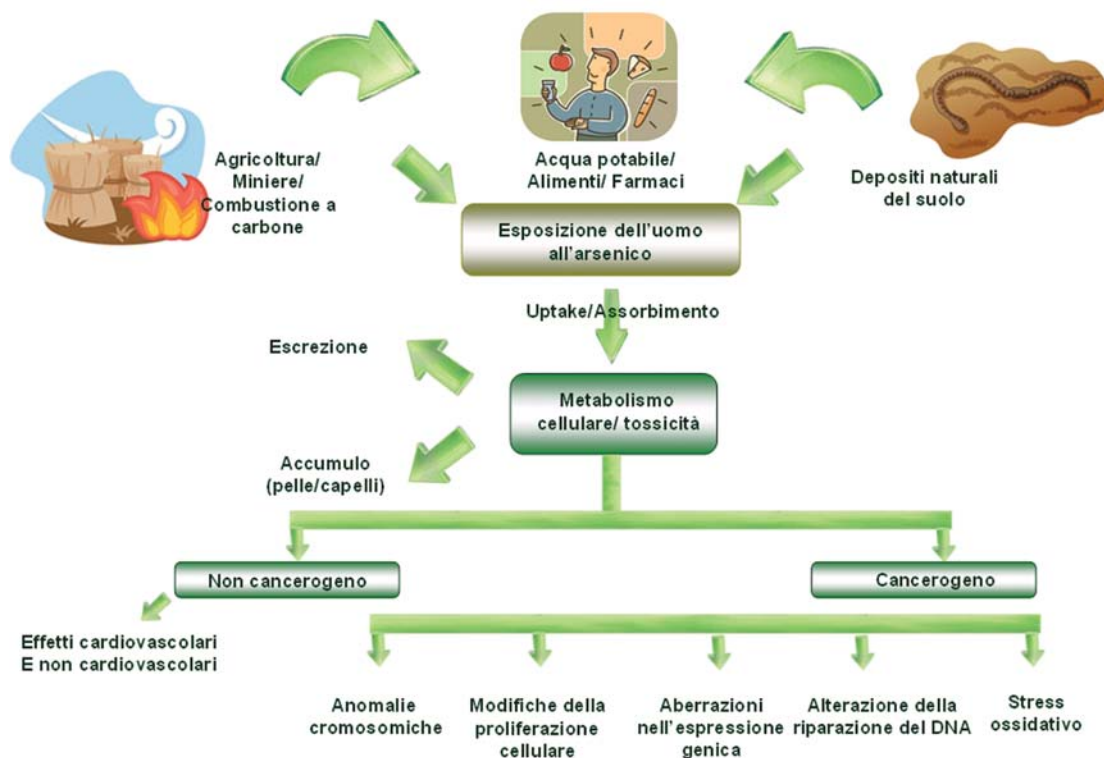 Agricoltura/
Miniere/
Combustione a
carbone
Acqua potabile/
Alimenti/ Farmaci
Depositi naturali
del suolo
Esposizione dell'uomo
all'arsenico
Uptake/Assorbimento
Escrezione
Metabolismo
cellulare/ tossicità
Accumulo
(pelle/capelli)
Non cancerogeno
Cancerogeno
Effetti cardiovascolari
E non cardiovascolari
Anomalie
cromosomiche
Modifiche della
proliferazione
cellulare
Aberrazioni
nell'espressione
genica
Alterazione della
riparazione del DNA
Stress
ossidativo